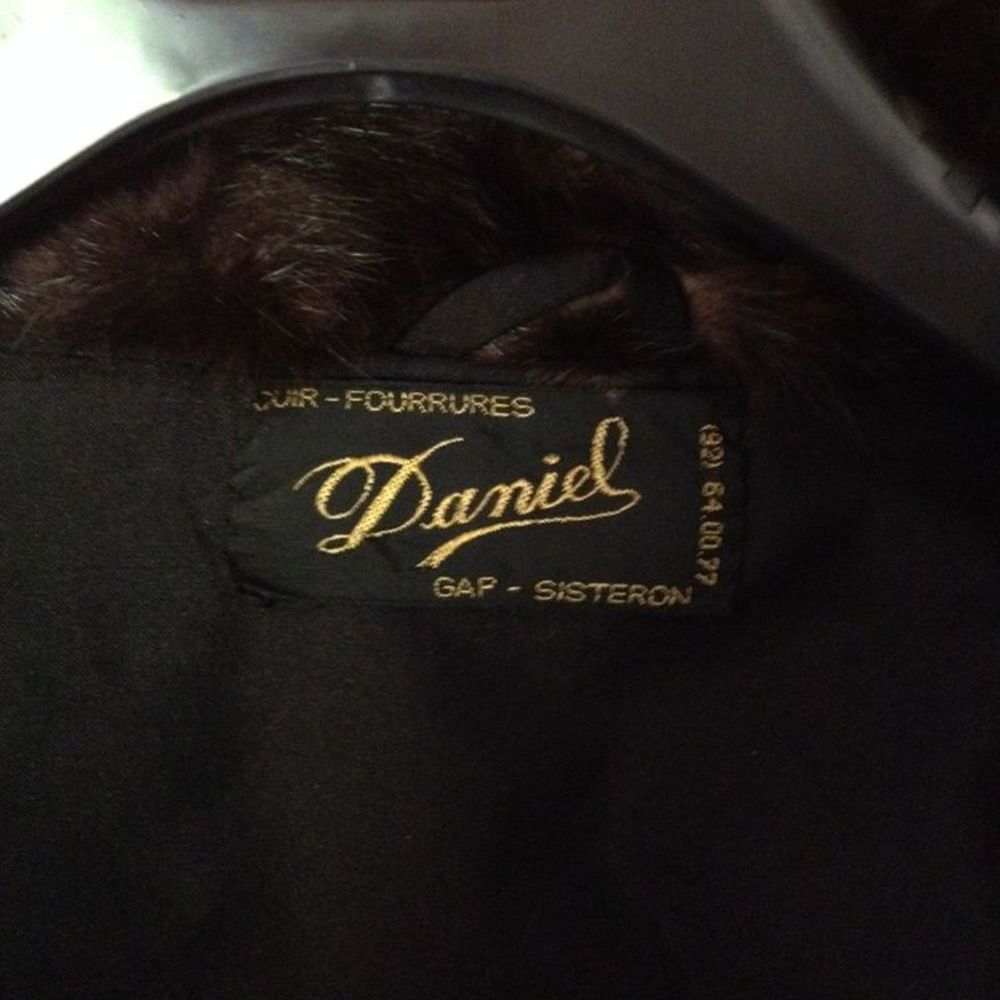 CUIR - FOURRURES
Daniel
GAP - SISTERON
(92) 64.00.77